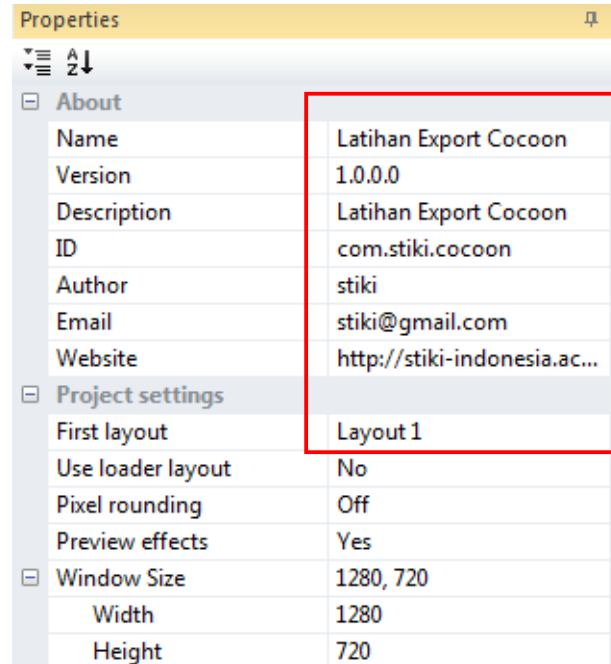 Properties
About
Name Latihan Export Cocoon
Version 1.0.0.0
Description Latihan Export Cocoon
ID com.stiki.cocoon
Author stiki
Email stiki@gmail.com
Website http://stiki-indonesia.ac...
Project settings
First layout Layout 1
Use loader layout No
Pixel rounding Off
Preview effects Yes
Window Size 1280, 720
Width 1280
Height 720